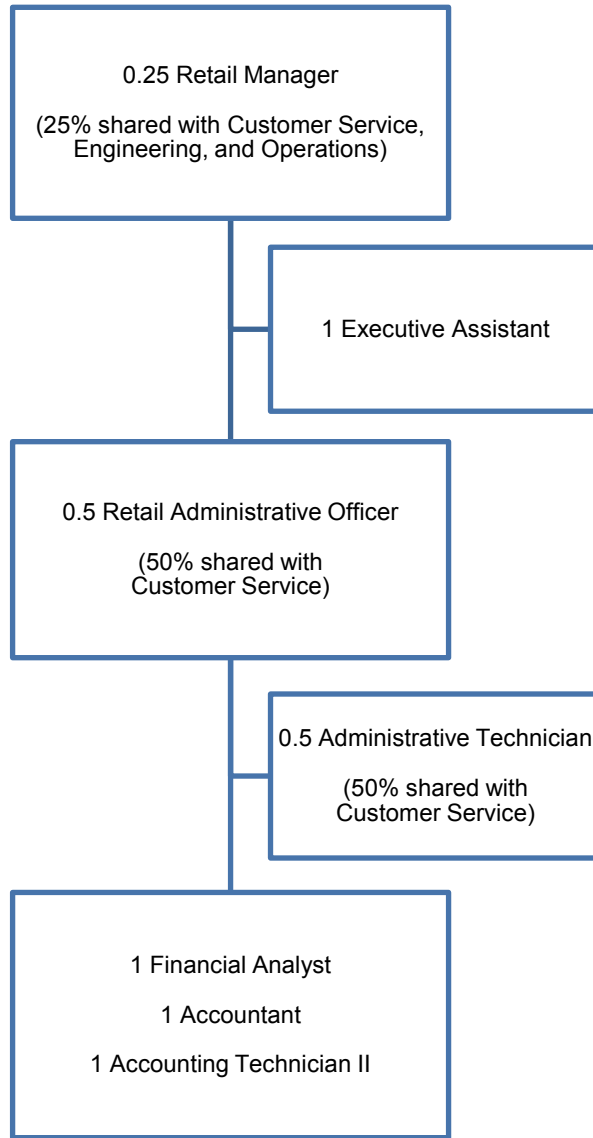 0.25 Retail Manager
(25% shared with Customer Service,
Engineering, and Operations)
1 Executive Assistant
0.5 Retail Administrative Officer
(50% shared with
Customer Service)
0.5 Administrative Technician
(50% shared with
Customer Service)
1 Financial Analyst
1 Accountant
1 Accounting Technician II